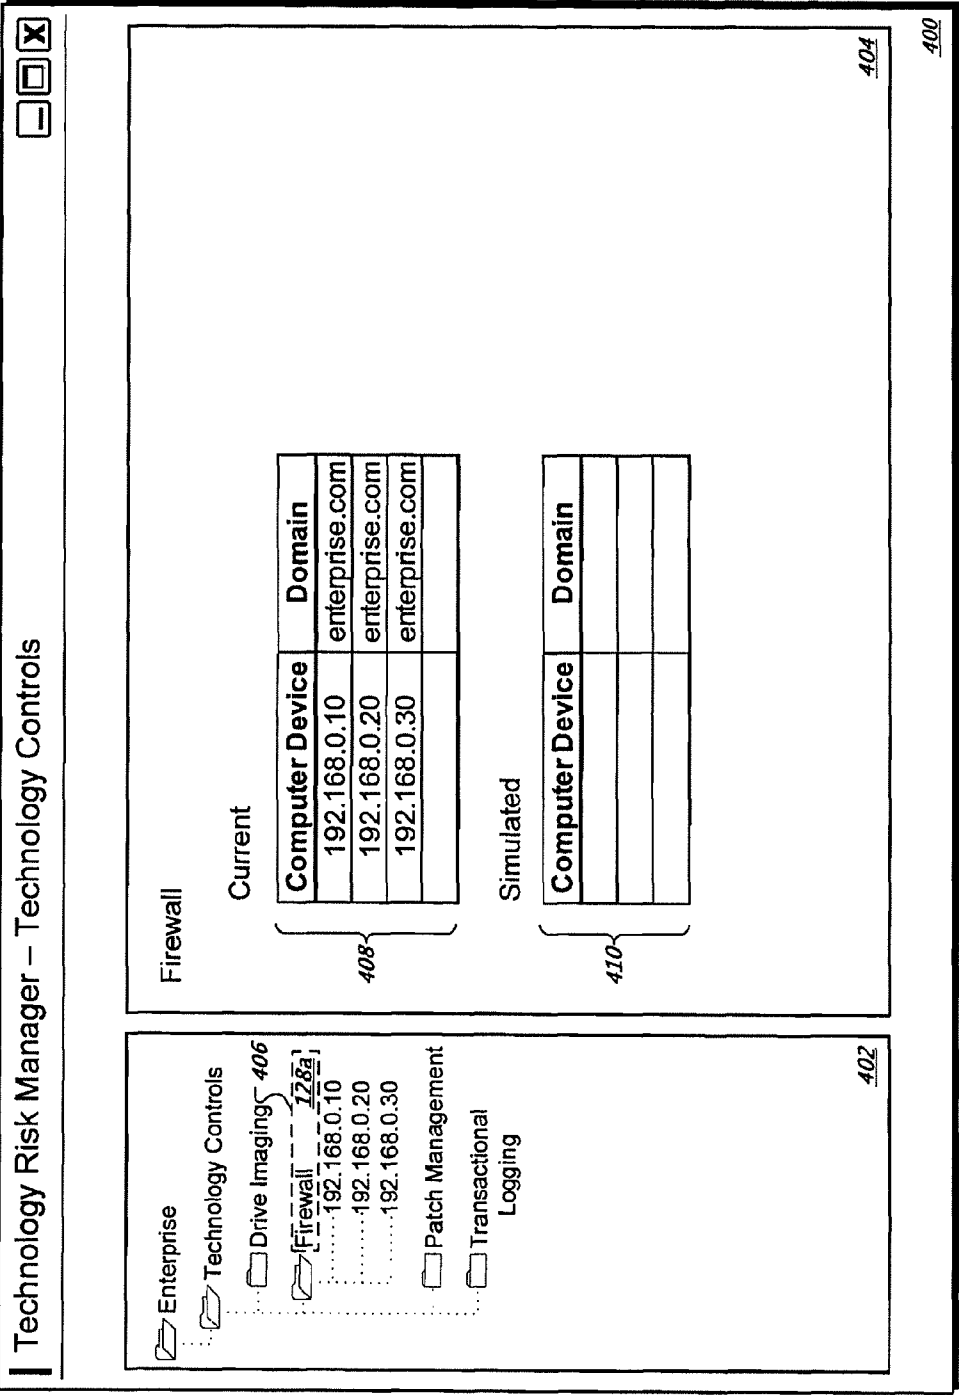 Technology Risk Manager – Technology Controls
Enterprise
Technology Controls
Drive Imaging
406
Firewall 128a
192.168.0.10
192.168.0.20
192.168.0.30
Patch Management
Transactional
Logging
402
Firewall
Current
Computer Device Domain
192.168.0.10 enterprise.com
192.168.0.20 enterprise.com
192.168.0.30 enterprise.com
408
Simulated
Computer Device Domain
410
404
400